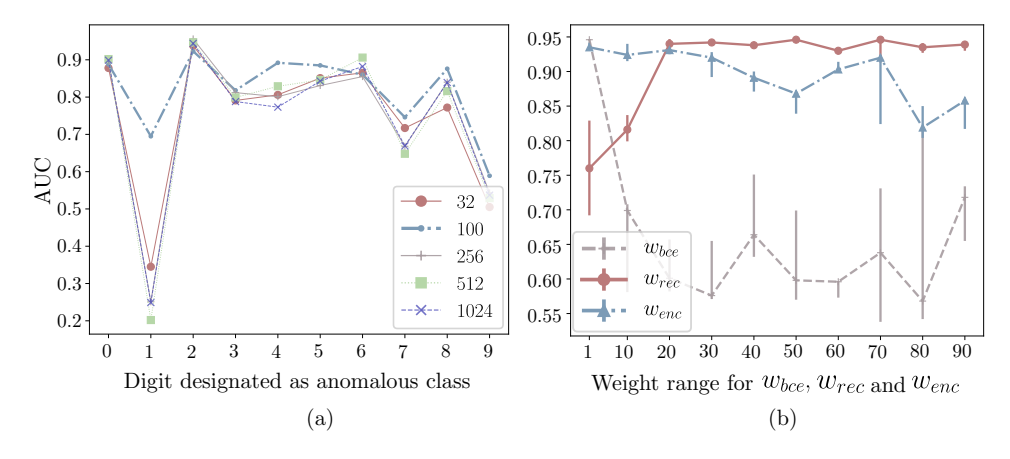 0.9
0.8
0.7
0.6
0.5
0.4
0.3
0.2
AUC
0 1 2 3 4 5 6 7 8 9
Digit designated as anomalous class
32
100
256
512
1024
(a)
0.95
0.90
0.85
0.80
0.75
0.70
0.65
0.60
0.55
w_bce
w_rec
w_enc
1 10 20 30 40 50 60 70 80 90
Weight range for w_bce, w_rec and w_enc
(b)